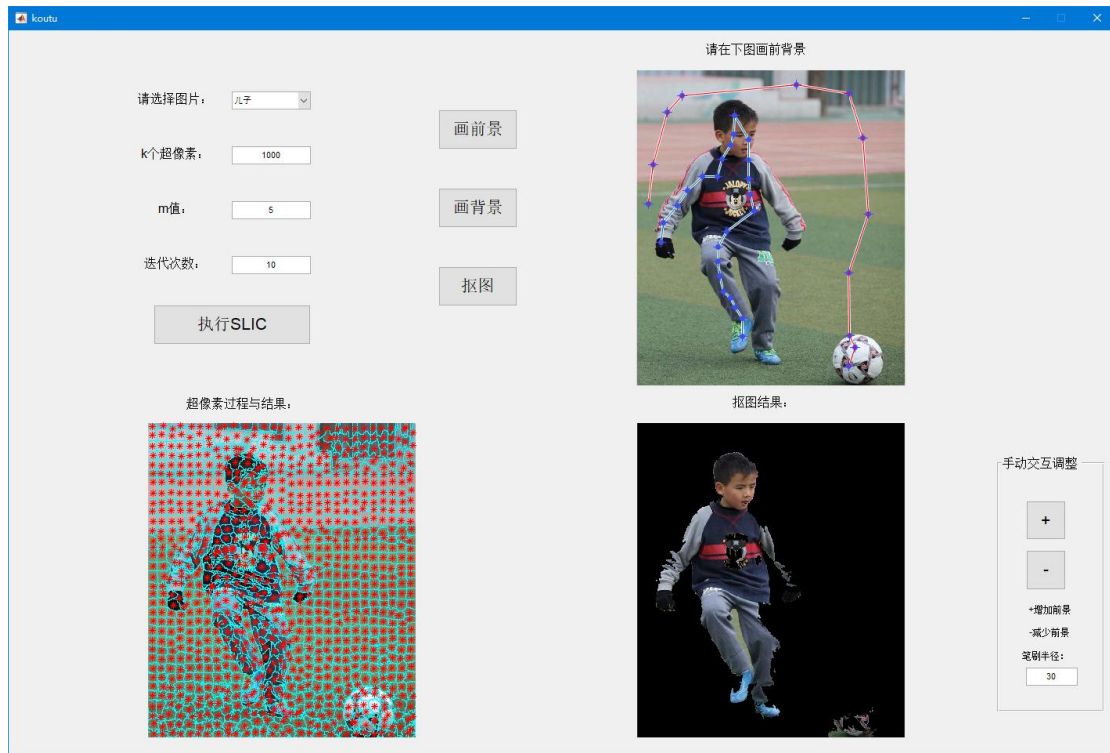 koutu
请在下图画前背景
请选择图片：
儿子
k个超像素：
1000
m值：
5
迭代次数：
10
执行SLIC
画前景
画背景
抠图
JALOPY
超像素过程与结果：
抠图结果：
手动交互调整
+
-
+增加前景
-减少前景
笔刷半径：
30